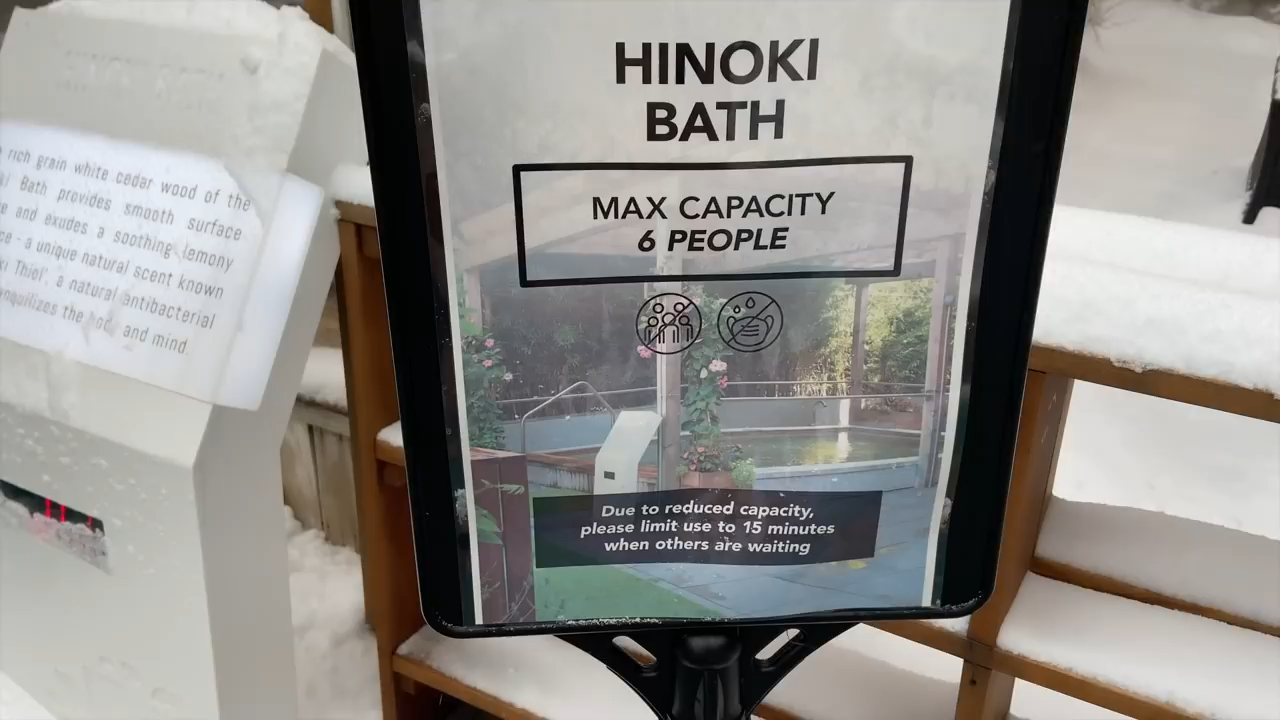 rich grain white cedar wood of the
Bath provides smooth surface
and exudes a soothing lemony
a unique natural scent known
Thiol', a natural antibacterial
the and mind
HINOKI
BATH
MAX CAPACITY
6 PEOPLE
Due to reduced capacity,
please limit use to 15 minutes
when others are waiting